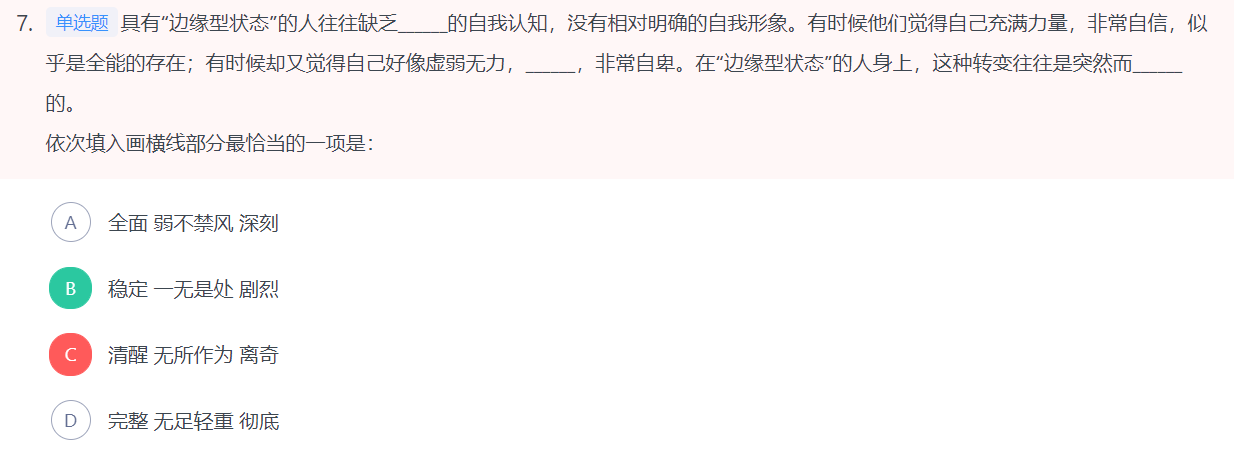 7. 单选题 具有“边缘型状态”的人往往缺乏______的自我认知，没有相对明确的自我形象。有时候他们觉得自己充满力量，非常自信，似
乎是全能的存在；有时候却又觉得自己好像虚弱无力，______，非常自卑。在“边缘型状态”的人身上，这种转变往往是突然而______
的。
依次填入画横线部分最恰当的一项是：
A 全面 弱不禁风 深刻
B 稳定 一无是处 剧烈
C 清醒 无所作为 离奇
D 完整 无足轻重 彻底